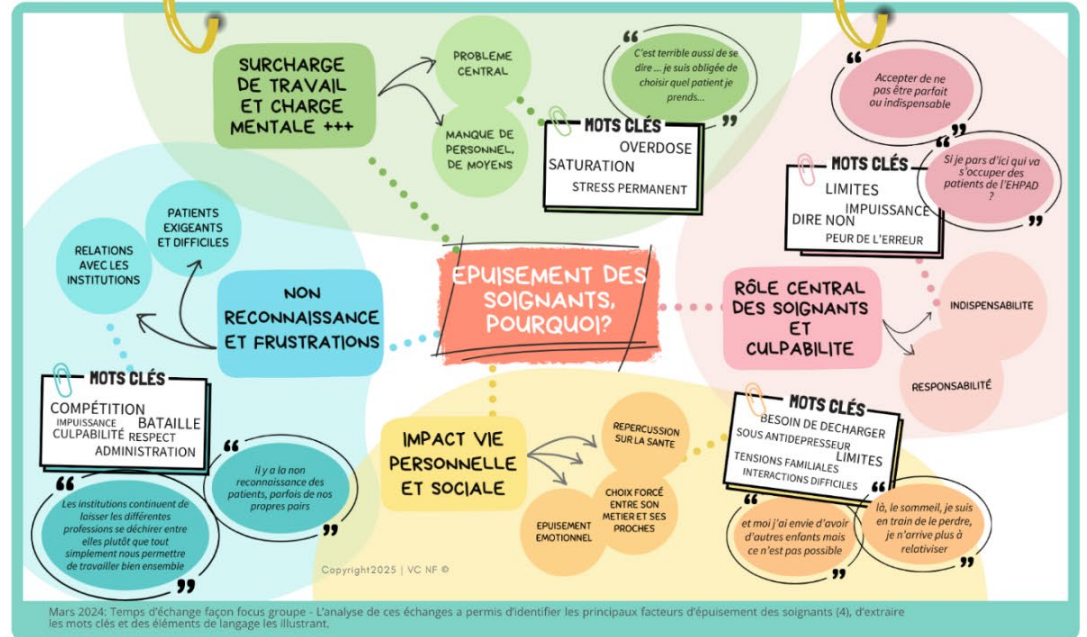 SURCHARGE
DE TRAVAIL
ET CHARGE
MENTALE +++
PROBLEME
CENTRAL
MANQUE DE
PERSONNEL,
DE MOYENS
“
C'est terrible aussi de se
dire ... je suis obligée de
choisir quel patient je
prends...
”
MOTS CLÉS
OVERDOSE
SATURATION
STRESS PERMANENT
“
Accepter de ne
pas être parfait
ou indispensable
”
“
Si je pars d'ici qui va
s'occuper des
patients de l'EHPAD
?
”
MOTS CLÉS
LIMITES
IMPUISSANCE
DIRE NON
PEUR DE L'ERREUR
PATIENTS
EXIGEANTS
ET DIFFICILES
RELATIONS
AVEC LES
INSTITUTIONS
NON
RECONNAISSANCE
ET FRUSTRATIONS
EPUISEMENT DES
SOIGNANTS,
POURQUOI?
RÔLE CENTRAL
DES SOIGNANTS
ET
CULPABILITE
INDISPENSABILITE
RESPONSABILITÉ
MOTS CLÉS
COMPÉTITION
IMPUISSANCE BATAILLE
CULPABILITÉ RESPECT
ADMINISTRATION
“
il y a la non
reconnaissance des
patients, parfois de nos
propres pairs
”
“
Les institutions continuent de
laisser les différentes
professions se déchirer entre
elles plutôt que tout
simplement nous permettre
de travailler bien ensemble
”
IMPACT VIE
PERSONNELLE
ET SOCIALE
REPERCUSSION
SUR LA SANTE
CHOIX FORCÉ
ENTRE SON
METIER ET SES
PROCHES
EPUISEMENT
EMOTIONNEL
MOTS CLÉS
BESOIN DE DECHARGER
SOUS ANTIDEPRESSEUR
LIMITES
TENSIONS FAMILIALES
INTERACTIONS DIFFICILES
“
et moi j'ai envie d'avoir
d'autres enfants mais
ce n'est pas possible
”
“
là, le sommeil, je suis
en train de le perdre,
je n'arrive plus à
relativiser
”
Copyright2025 | VC NF ©
Mars 2024: Temps d'échange façon focus groupe - L'analyse de ces échanges a permis d'identifier les principaux facteurs d'épuisement des soignants (4), d'extraire
les mots clés et des éléments de langage les illustrant.